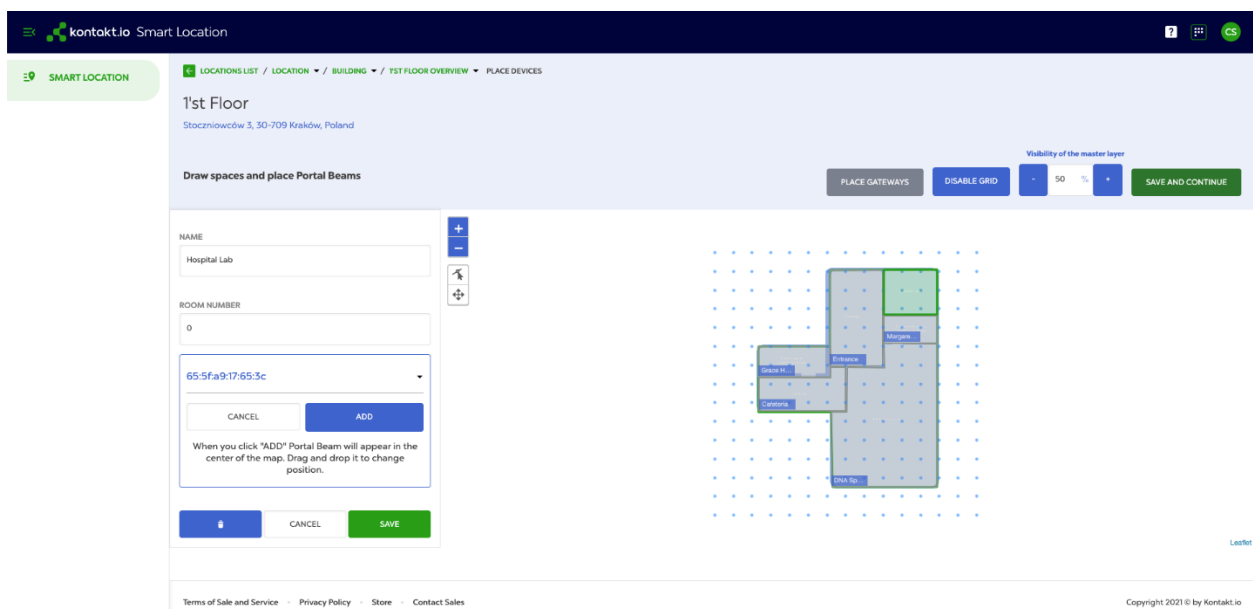 kontakt.io Smart Location
?
CS
SMART LOCATION
LOCATIONS LIST / LOCATION / BUILDING / 1'ST FLOOR OVERVIEW PLACE DEVICES
1'st Floor
Stoczniowców 3, 30-709 Kraków, Poland
Visibility of the master layer
Draw spaces and place Portal Beams
PLACE GATEWAYS
DISABLE GRID
- 50 % +
SAVE AND CONTINUE
NAME
Hospital Lab
ROOM NUMBER
0
65:5f:a9:17:65:3c
CANCEL
ADD
When you click "ADD" Portal Beam will appear in the
center of the map. Drag and drop it to change
position.
CANCEL
SAVE
+
-
Margare...
Entrance
Grace H...
Cafeteria
DNA Sp...
Leaflet
Terms of Sale and Service - Privacy Policy - Store - Contact Sales
Copyright 2021 © by Kontakt.io